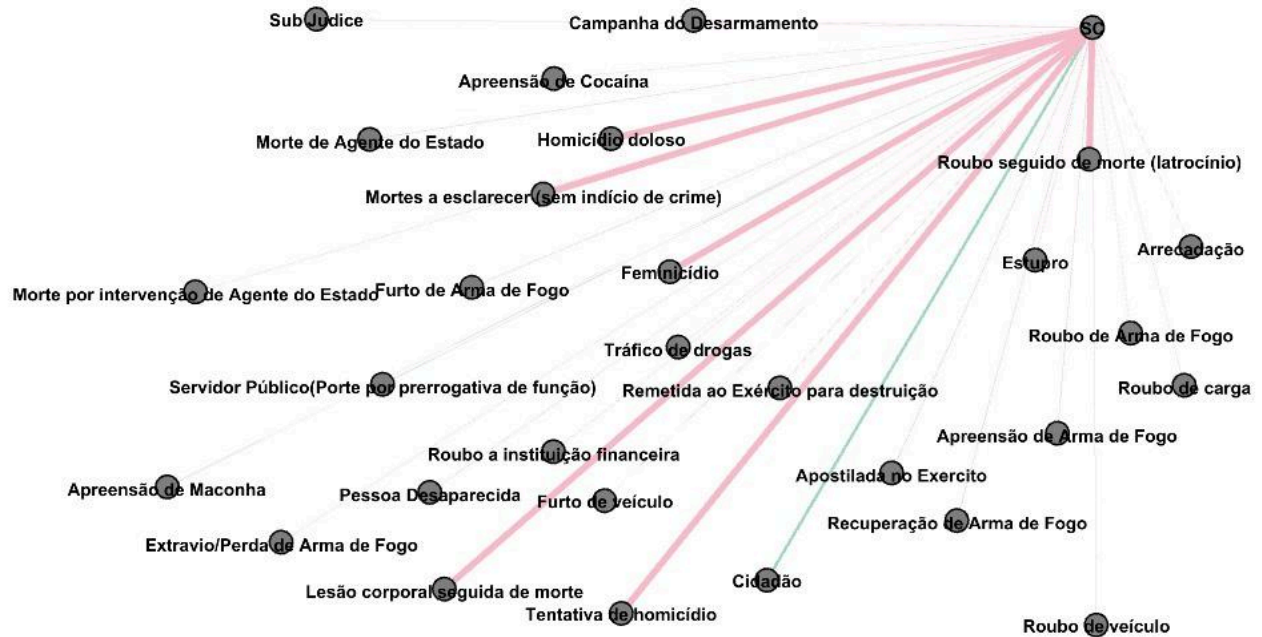 Sub Judice
Campanha do Desarmamento
SC
Apreensão de Cocaína
Morte de Agente do Estado
Homicídio doloso
Roubo seguido de morte (latrocínio)
Mortes a esclarecer (sem indício de crime)
Arrecadação
Estupro
Feminicídio
Morte por intervenção de Agente do Estado
Furto de Arma de Fogo
Roubo de Arma de Fogo
Tráfico de drogas
Servidor Público(Porte por prerrogativa de função)
Remetida ao Exército para destruição
Roubo de carga
Apreensão de Arma de Fogo
Roubo a instituição financeira
Apostilada no Exercito
Apreensão de Maconha
Pessoa Desaparecida
Furto de veículo
Recuperação de Arma de Fogo
Extravio/Perda de Arma de Fogo
Cidadão
Lesão corporal seguida de morte
Tentativa de homicídio
Roubo de veículo